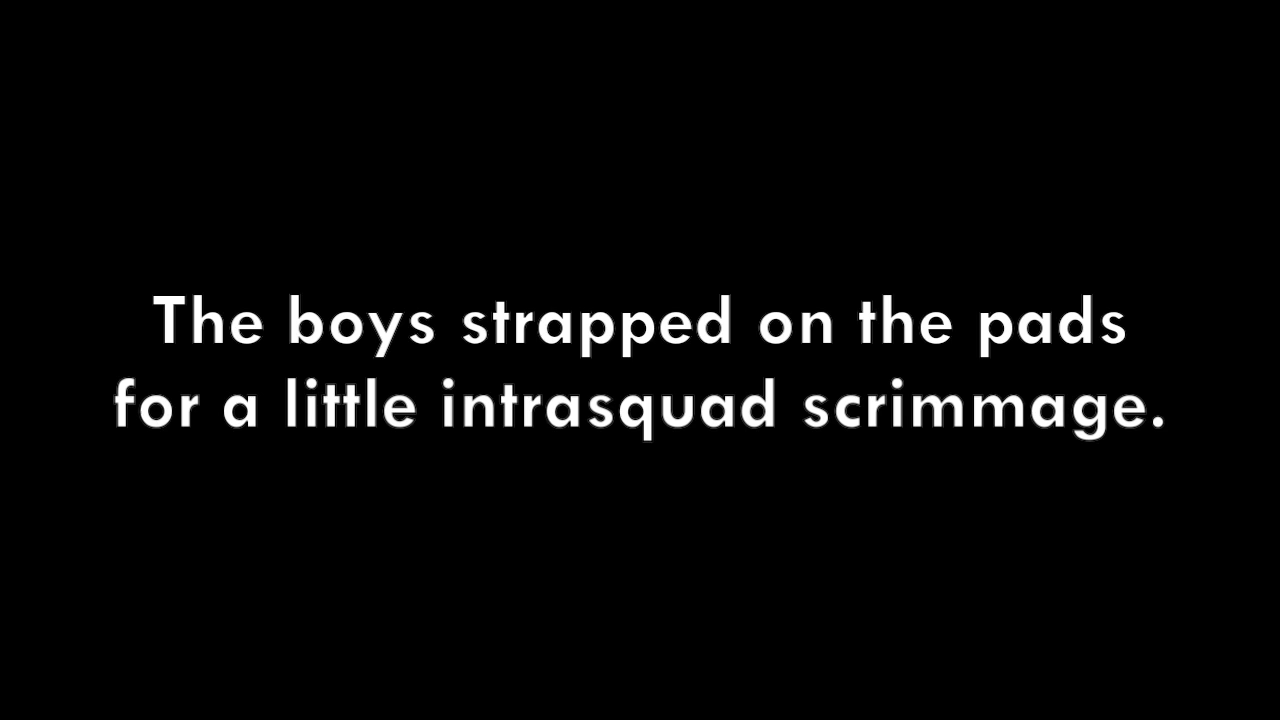 The boys strapped on the pads
for a little intrasquad scrimmage.